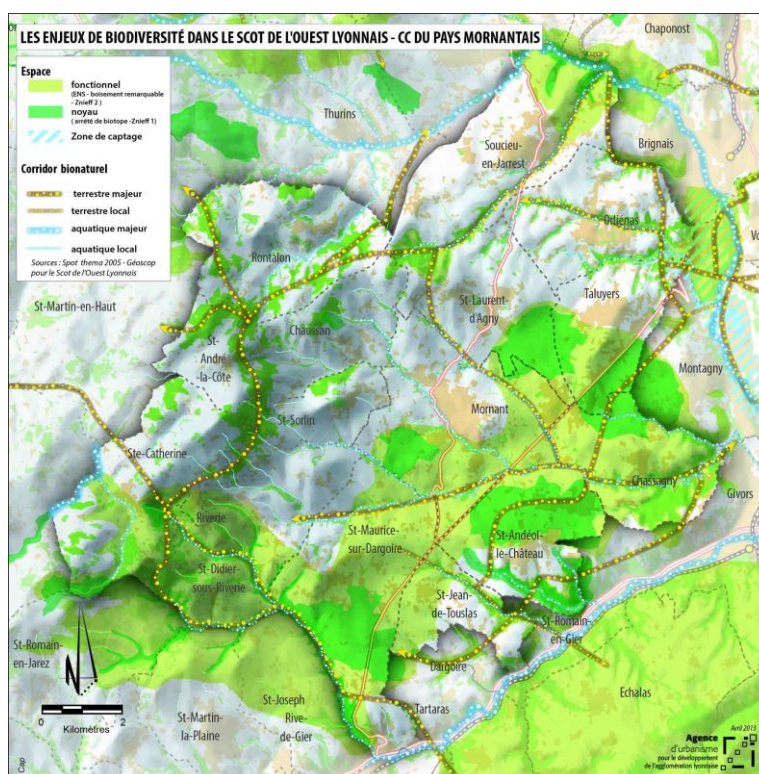 LES ENJEUX DE BIODIVERSITÉ DANS LE SCOT DE L'OUEST LYONNAIS - CC DU PAYS MORNANTAIS
Espace
fonctionnel
(ENS - boisement remarquable
- Znieff 2 )
noyau
( arrêté de biotope -Znieff 1)
Zone de captage
Corridor bionaturel
terrestre majeur
terrestre local
aquatique majeur
aquatique local
Sources : Spot thema 2005 - Géoscop
pour le Scot de l'Ouest Lyonnais
Chaponost
Thurins
Soucieu-
en-Jarrest
Brignais
Orliénas
Rontalon
St-Martin-en-Haut
St-Laurent-
d'Agny
Taluyers
Chaussan
St-
André
-la-Côte
Montagny
Mornant
St-Sorlin
Ste-Catherine
Chassagny
Givors
Riverie
St-Maurice-
sur-Dargoire
St-Andéol-
le-Château
St-Didier
-sous-Riverie
St-Jean-
de-Touslas
St-Romain-
en-Gier
St-Romain
en-Jarez
Dargoire
Echalas
St-Joseph
Rive-
de-Gier
Tartaras
St-Martin
la-Plaine
N
0 2
Kilomètres
Cap
Avril 2013
Agence
d'urbanisme
pour le développement
de l'agglomération lyonnaise